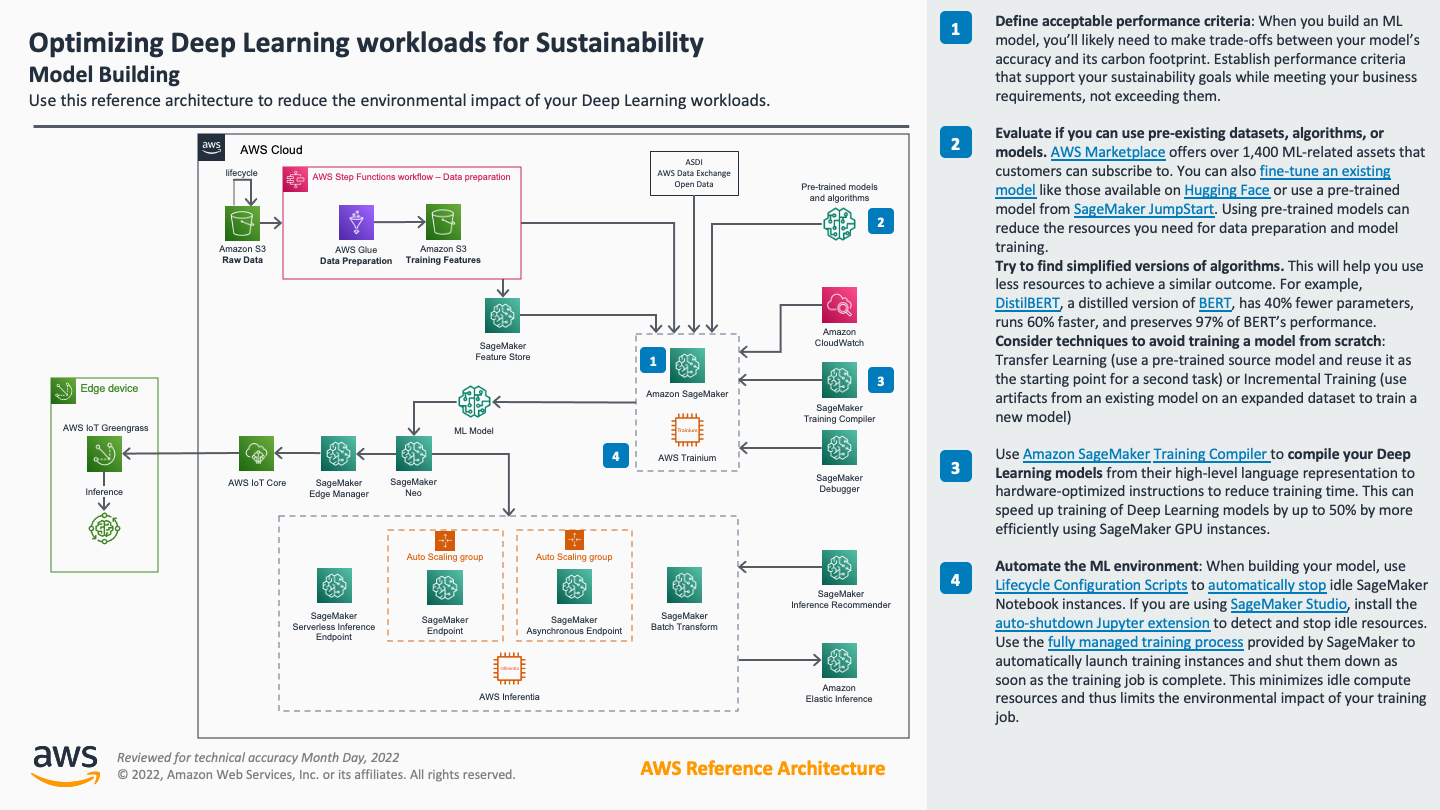 Optimizing Deep Learning workloads for Sustainability
Model Building
Use this reference architecture to reduce the environmental impact of your Deep Learning workloads.
aws
AWS Cloud
lifecycle
Amazon S3
Raw Data
AWS Step Functions workflow – Data preparation
AWS Glue
Data Preparation
Amazon S3
Training Features
ASDI
AWS Data Exchange
Open Data
Pre-trained models
and algorithms
2
SageMaker
Feature Store
Amazon
CloudWatch
1
Amazon SageMaker
3
SageMaker
Training Compiler
Trainium
AWS Trainium
4
SageMaker
Debugger
ML Model
Edge device
AWS IoT Greengrass
Inference
AWS IoT Core
SageMaker
Edge Manager
SageMaker
Neo
Auto Scaling group
Auto Scaling group
SageMaker
Serverless Inference
Endpoint
SageMaker
Endpoint
SageMaker
Asynchronous Endpoint
SageMaker
Batch Transform
Inferentia
AWS Inferentia
SageMaker
Inference Recommender
Amazon
Elastic Inference
aws
Reviewed for technical accuracy Month Day, 2022
© 2022, Amazon Web Services, Inc. or its affiliates. All rights reserved.
AWS Reference Architecture
1
Define acceptable performance criteria: When you build an ML
model, you’ll likely need to make trade-offs between your model’s
accuracy and its carbon footprint. Establish performance criteria
that support your sustainability goals while meeting your business
requirements, not exceeding them.
2
Evaluate if you can use pre-existing datasets, algorithms, or
models. AWS Marketplace offers over 1,400 ML-related assets that
customers can subscribe to. You can also fine-tune an existing
model like those available on Hugging Face or use a pre-trained
model from SageMaker JumpStart. Using pre-trained models can
reduce the resources you need for data preparation and model
training.
Try to find simplified versions of algorithms. This will help you use
less resources to achieve a similar outcome. For example,
DistilBERT, a distilled version of BERT, has 40% fewer parameters,
runs 60% faster, and preserves 97% of BERT’s performance.
Consider techniques to avoid training a model from scratch:
Transfer Learning (use a pre-trained source model and reuse it as
the starting point for a second task) or Incremental Training (use
artifacts from an existing model on an expanded dataset to train a
new model)
3
Use Amazon SageMaker Training Compiler to compile your Deep
Learning models from their high-level language representation to
hardware-optimized instructions to reduce training time. This can
speed up training of Deep Learning models by up to 50% by more
efficiently using SageMaker GPU instances.
4
Automate the ML environment: When building your model, use
Lifecycle Configuration Scripts to automatically stop idle SageMaker
Notebook instances. If you are using SageMaker Studio, install the
auto-shutdown Jupyter extension to detect and stop idle resources.
Use the fully managed training process provided by SageMaker to
automatically launch training instances and shut them down as
soon as the training job is complete. This minimizes idle compute
resources and thus limits the environmental impact of your training
job.